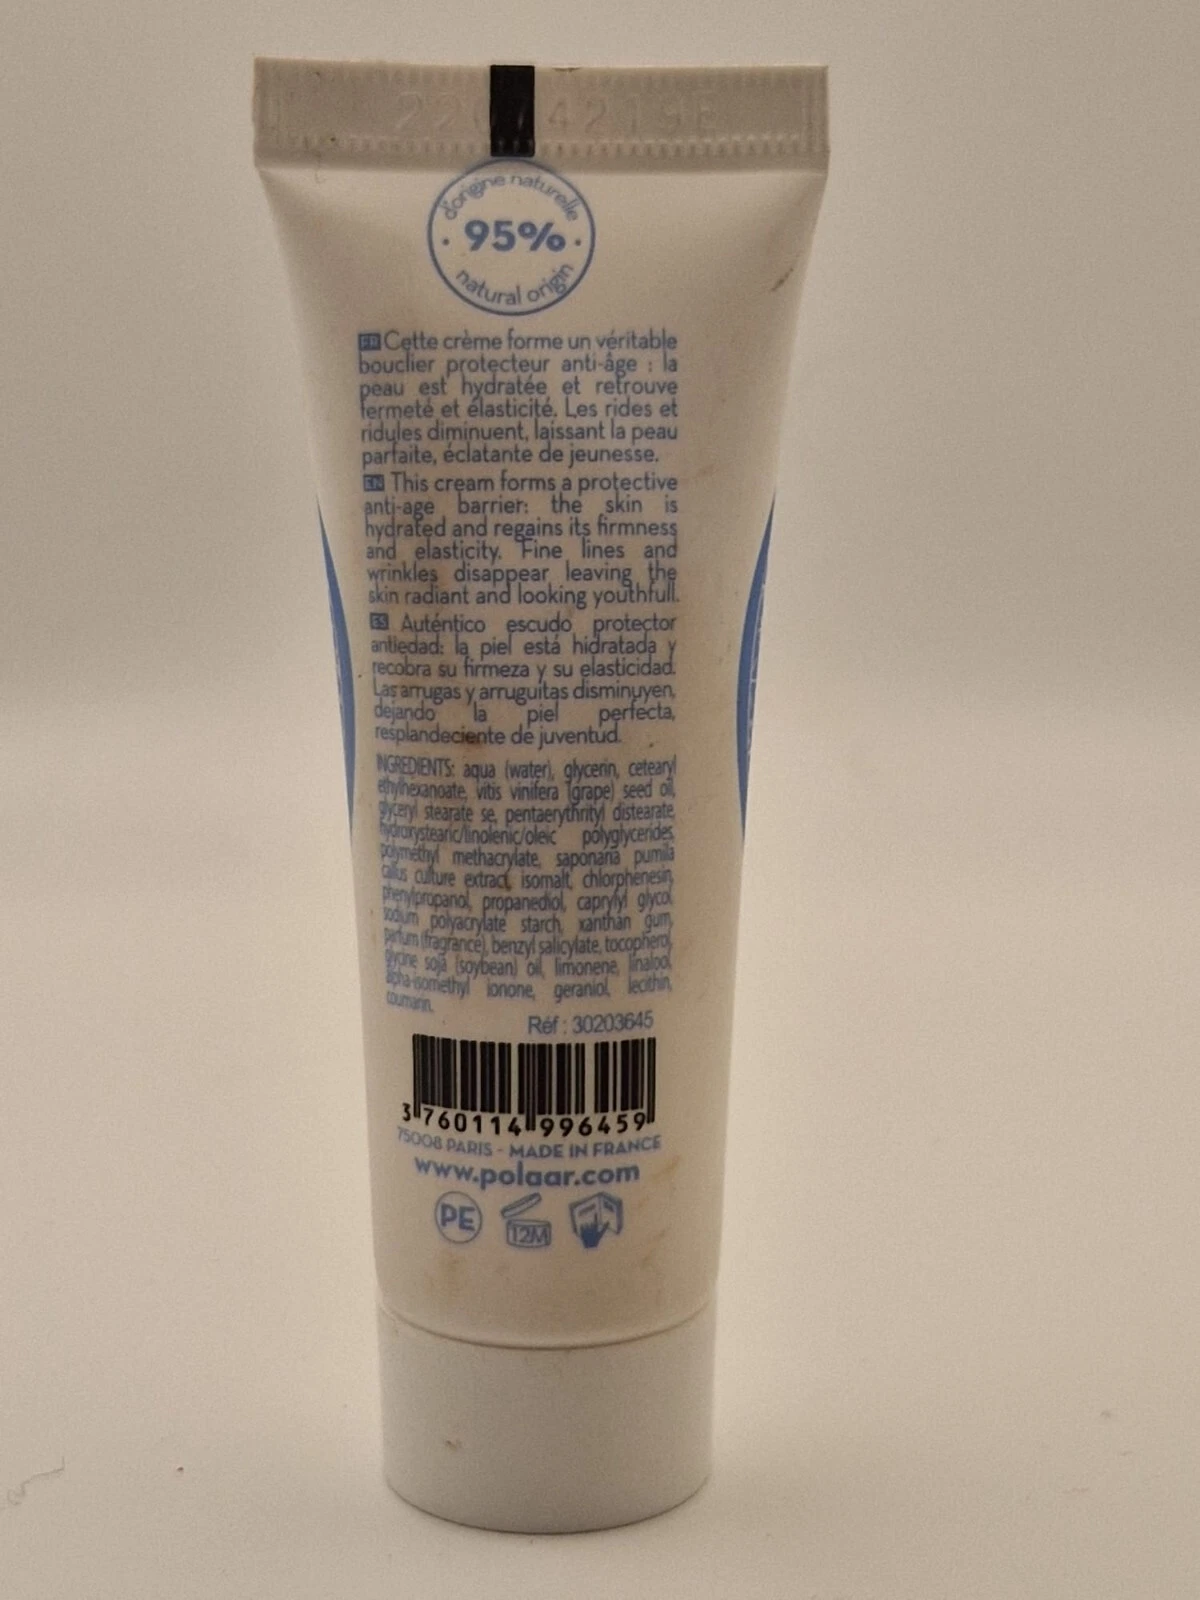 d'origine naturelle
95%
natural origin
FR Cette crème forme un véritable
bouclier protecteur anti-âge : la
peau est hydratée et retrouve
fermeté et élasticité. Les rides et
ridules diminuent, laissant la peau
parfaite, éclatante de jeunesse.
EN This cream forms a protective
anti-age barrier: the skin is
hydrated and regains its firmness
and elasticity. Fine lines and
wrinkles disappear leaving the
skin radiant and looking youthfull.
ES Auténtico escudo protector
antiedad: la piel está hidratada y
recobra su firmeza y su elasticidad.
Las arrugas y arruguitas disminuyen,
dejando la piel perfecta,
resplandeciente de juventud.
INGREDIENTS: aqua (water), glycerin, cetearyl
ethylhexanoate, vitis vinifera (grape) seed oil,
glyceryl stearate se, pentaerythrityl distearate,
hydroxystearic/linolenic/oleic polyglycerides,
polymethyl methacrylate, saponaria pumila
callus culture extract, isomalt, chlorphenesin,
phenylpropanol, propanediol, caprylyl glycol,
sodium polyacrylate starch, xanthan gum,
parfum (fragrance), benzyl salicylate, tocopherol,
glycine soja (soybean) oil, limonene, linalool,
alpha-isomethyl ionone, geraniol, lecithin,
coumarin.
Réf : 30203645
3 760114 996459
75008 PARIS - MADE IN FRANCE
www.polaar.com
PE 12M